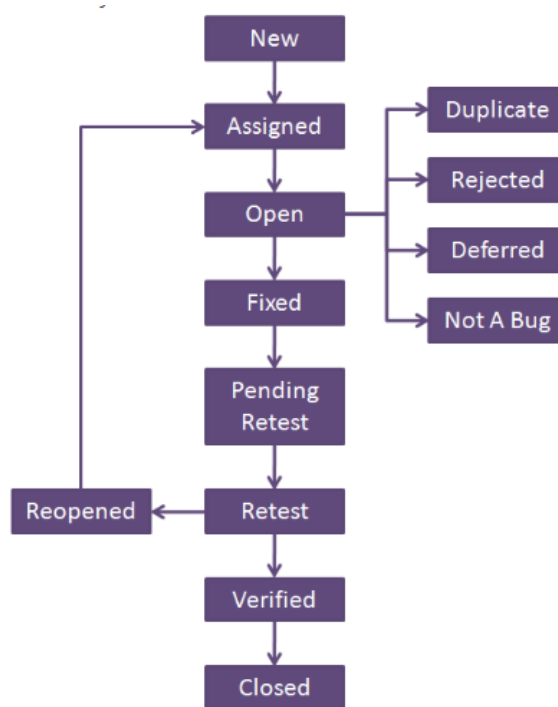 New
Assigned
Duplicate
Rejected
Open
Deferred
Fixed
Not A Bug
Pending
Retest
Reopened
Retest
Verified
Closed